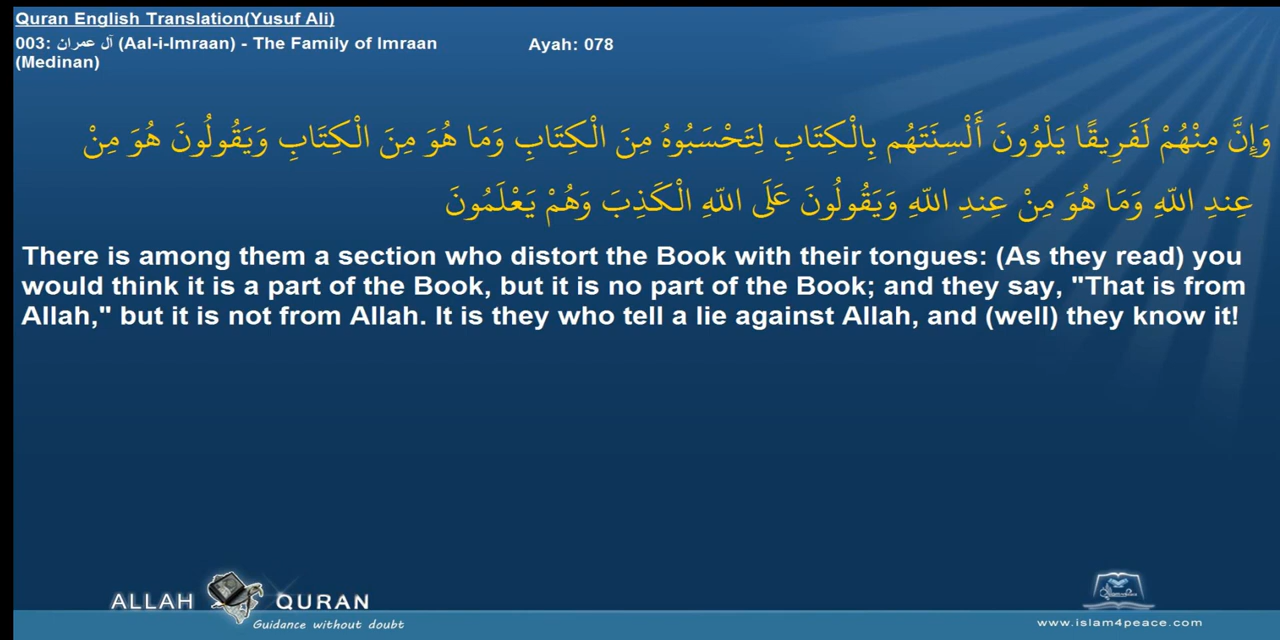 Quran English Translation(Yusuf Ali)
003: آل عمران (Aal-i-Imraan) - The Family of Imraan (Medinan)
Ayah: 078
وَإِنَّ مِنْهُمْ لَفَرِيقًا يَلْوُونَ أَلْسِنَتَهُم بِالْكِتَابِ لِتَحْسَبُوهُ مِنَ الْكِتَابِ وَمَا هُوَ مِنَ الْكِتَابِ وَيَقُولُونَ هُوَ مِنْ
عِندِ اللّهِ وَمَا هُوَ مِنْ عِندِ اللّهِ وَيَقُولُونَ عَلَى اللّهِ الْكَذِبَ وَهُمْ يَعْلَمُونَ
There is among them a section who distort the Book with their tongues: (As they read) you
would think it is a part of the Book, but it is no part of the Book; and they say, "That is from
Allah," but it is not from Allah. It is they who tell a lie against Allah, and (well) they know it!
ALLAH QURAN
Guidance without doubt
www.islam4peace.com